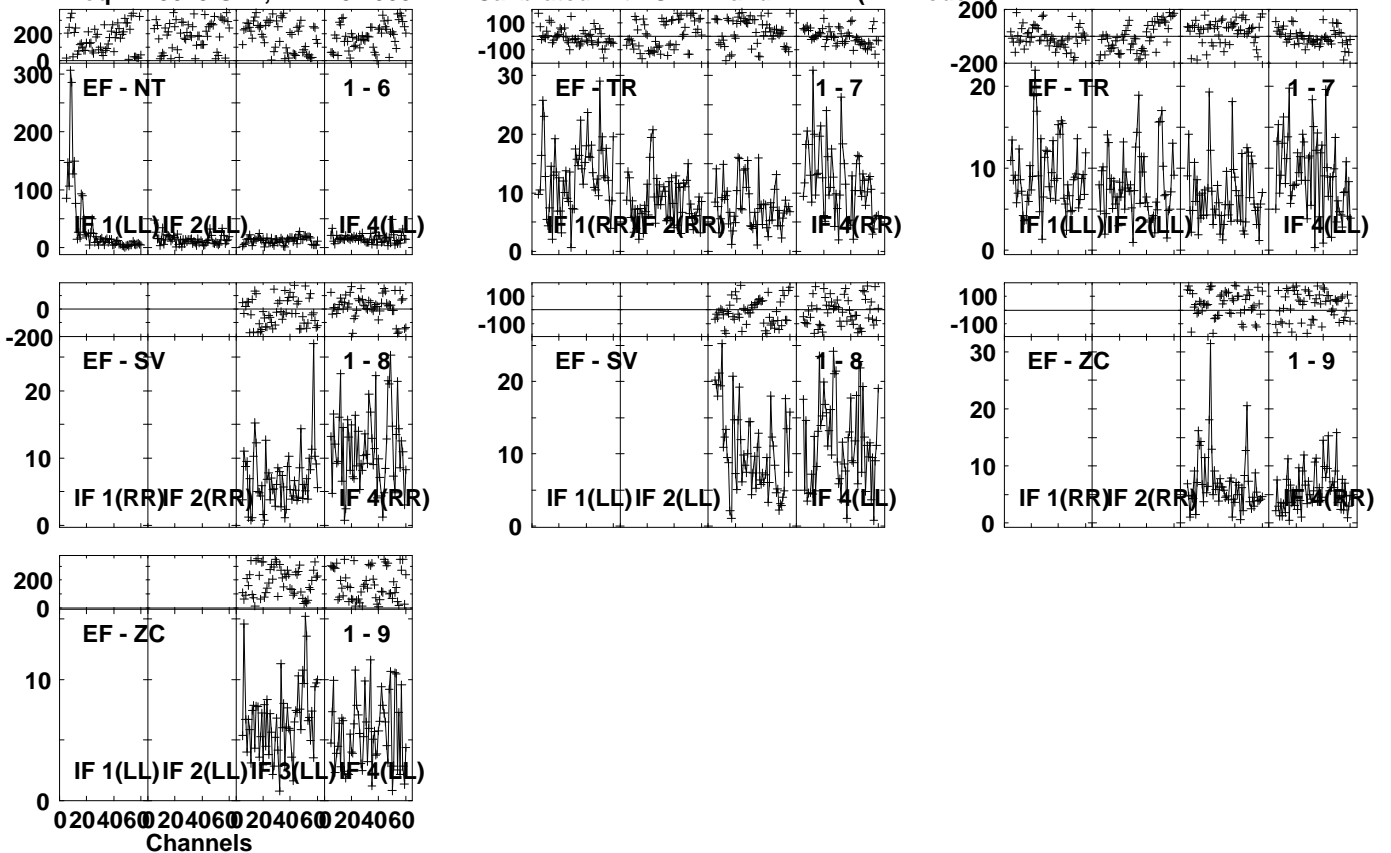 200
0
100
-100
200
-200
300
200
100
0
EF - NT
1 - 6
IF 1(LL)
IF 2(LL)
IF 4(LL)
30
20
10
0
EF - TR
1 - 7
IF 1(RR)
IF 2(RR)
IF 4(RR)
20
10
0
EF - TR
1 - 7
IF 1(LL)
IF 2(LL)
IF 4(LL)
0
-200
100
-100
100
-100
20
10
0
EF - SV
1 - 8
IF 1(RR)
IF 2(RR)
IF 4(RR)
20
10
0
EF - SV
1 - 8
IF 1(LL)
IF 2(LL)
IF 4(LL)
30
20
10
0
EF - ZC
1 - 9
IF 1(RR)
IF 2(RR)
IF 4(RR)
200
0
10
0
EF - ZC
1 - 9
IF 1(LL)
IF 2(LL)
IF 3(LL)
IF 4(LL)
0 20 40 60 0 20 40 60 0 20 40 60 0 20 40 60
Channels